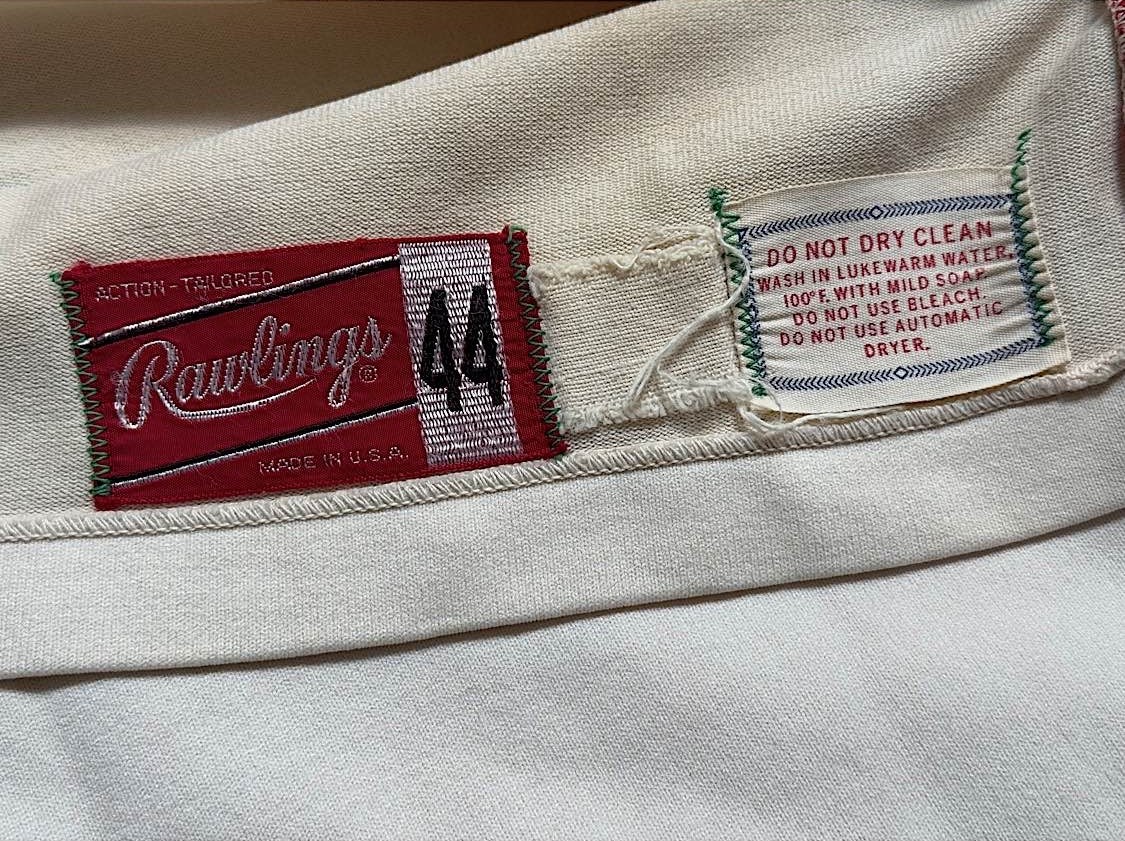 ACTION-TAILORED
Rawlings®
44
MADE IN U.S.A.
DO NOT DRY CLEAN
WASH IN LUKEWARM WATER,
100°F. WITH MILD SOAP.
DO NOT USE BLEACH.
DO NOT USE AUTOMATIC
DRYER.